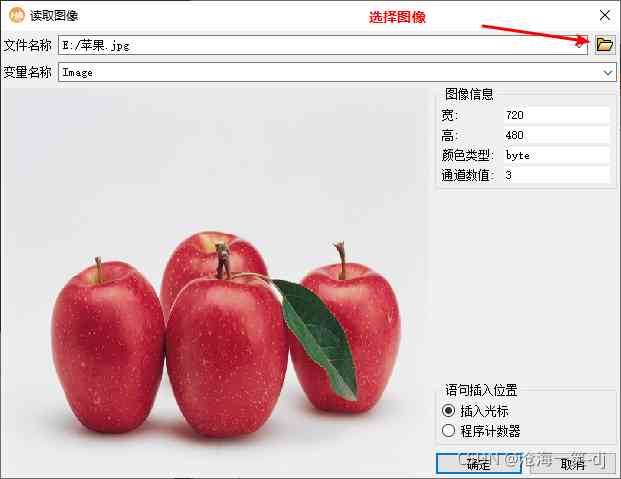 读取图像
选择图像
文件名称 E:/苹果.jpg
变量名称 Image
图像信息
宽: 720
高: 480
颜色类型: byte
通道数值: 3
语句插入位置
插入光标
程序计数器
确定 取消
CSDN @沧海一笑-dj